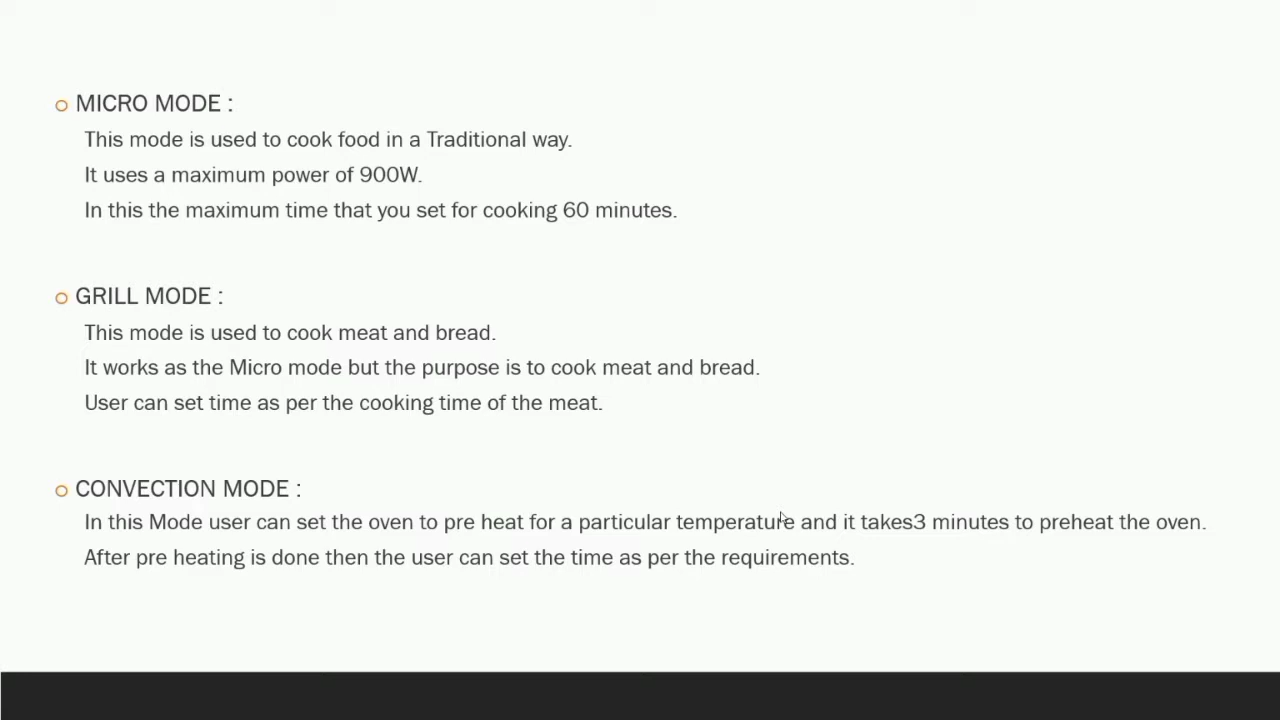 MICRO MODE :
This mode is used to cook food in a Traditional way.
It uses a maximum power of 900W.
In this the maximum time that you set for cooking 60 minutes.
GRILL MODE :
This mode is used to cook meat and bread.
It works as the Micro mode but the purpose is to cook meat and bread.
User can set time as per the cooking time of the meat.
CONVECTION MODE :
In this Mode user can set the oven to pre heat for a particular temperature and it takes3 minutes to preheat the oven.
After pre heating is done then the user can set the time as per the requirements.